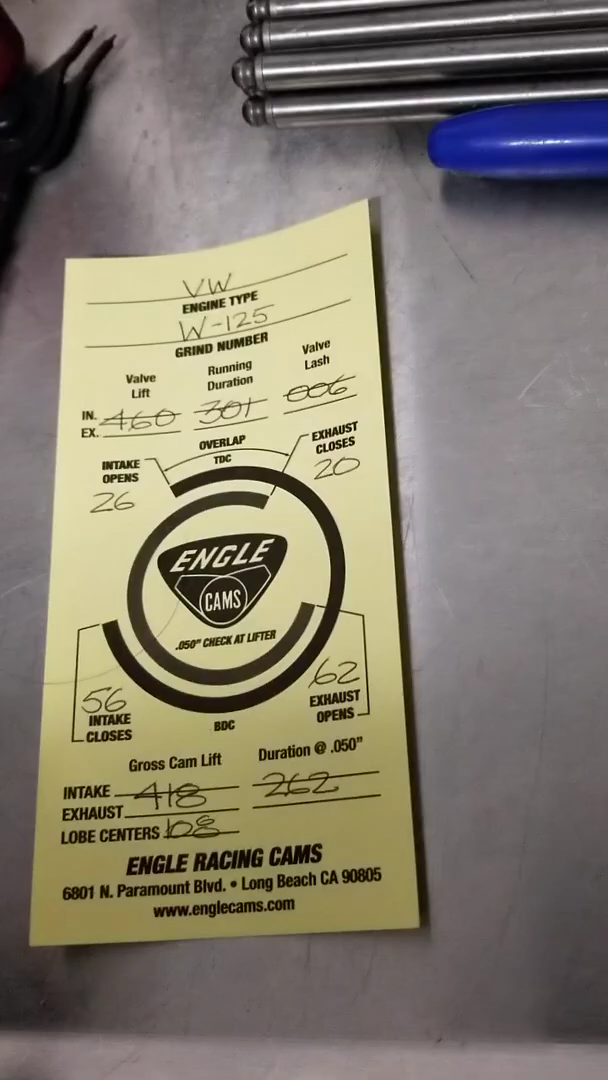 VW
ENGINE TYPE
W-125
GRIND NUMBER
Valve Lift
Running Duration
Valve Lash
IN. 460 301 006
EX.
OVERLAP
TDC
INTAKE OPENS
26
EXHAUST CLOSES
20
ENGLE
CAMS
.050" CHECK AT LIFTER
56
INTAKE CLOSES
62
EXHAUST OPENS
BDC
Gross Cam Lift
Duration @ .050"
INTAKE 418 262
EXHAUST
LOBE CENTERS 108
ENGLE RACING CAMS
6801 N. Paramount Blvd. • Long Beach CA 90805
www.englecams.com